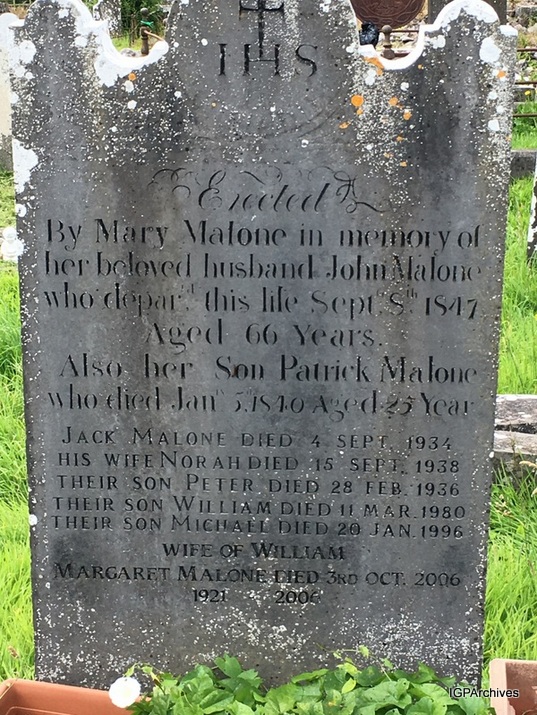 IHS
Erected
By Mary Malone in memory of
her beloved husband John Malone
who depar.d this life Sept. 8th 1847
Aged 66 Years.
Also her Son Patrick Malone
who died Jany 5, 1840 Aged 25 Year
JACK MALONE DIED 4 SEPT. 1934
HIS WIFE NORAH DIED 15 SEPT. 1938
THEIR SON PETER DIED 28 FEB. 1936
THEIR SON WILLIAM DIED 11 MAR. 1980
THEIR SON MICHAEL DIED 20 JAN. 1996
WIFE OF WILLIAM
MARGARET MALONE DIED 3RD OCT. 2006
1921 2006
IGPArchives